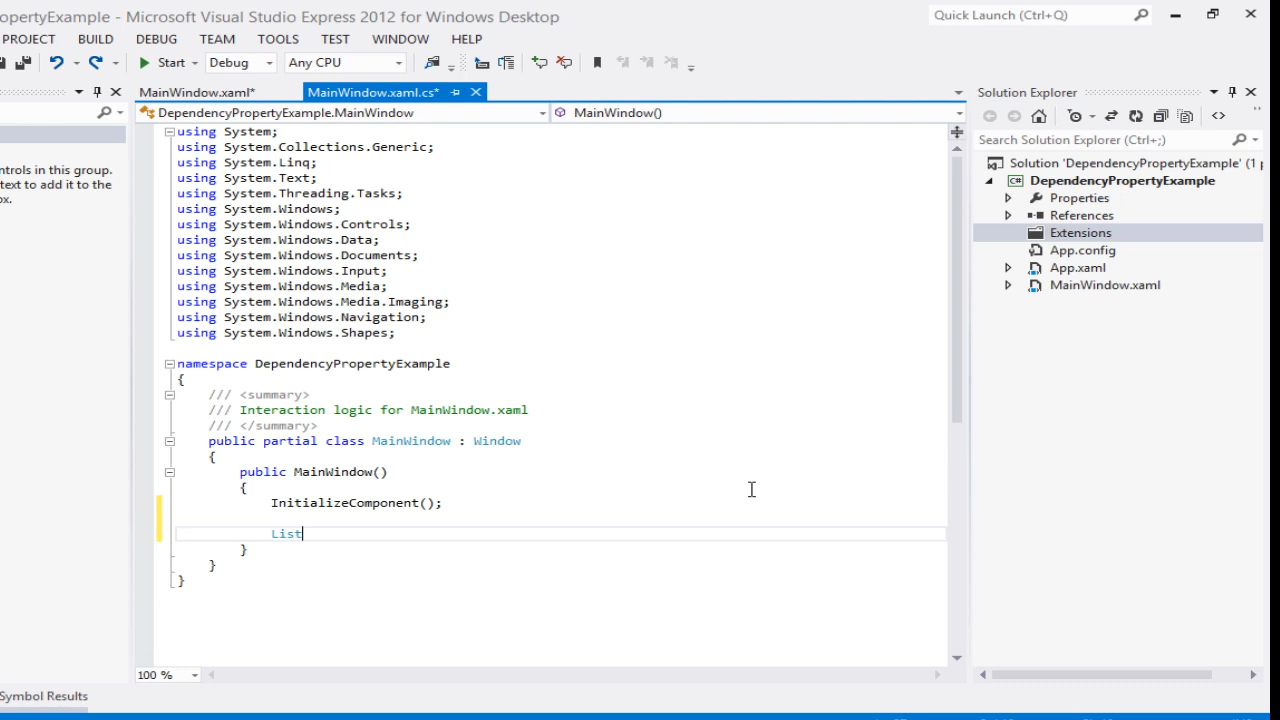 opertyExample - Microsoft Visual Studio Express 2012 for Windows Desktop
Quick Launch (Ctrl+Q)
PROJECT BUILD DEBUG TEAM TOOLS TEST ANALYZE WINDOW HELP
Start Debug Any CPU
MainWindow.xaml* MainWindow.xaml.cs*
DependencyPropertyExample.MainWindow MainWindow()
ntrols in this group.
text to add it to the
ox.
using System;
using System.Collections.Generic;
using System.Linq;
using System.Text;
using System.Threading.Tasks;
using System.Windows;
using System.Windows.Controls;
using System.Windows.Data;
using System.Windows.Documents;
using System.Windows.Input;
using System.Windows.Media;
using System.Windows.Media.Imaging;
using System.Windows.Navigation;
using System.Windows.Shapes;
namespace DependencyPropertyExample
{
/// <summary>
/// Interaction logic for MainWindow.xaml
/// </summary>
public partial class MainWindow : Window
{
public MainWindow()
{
InitializeComponent();
List
}
}
}
100 %
Symbol Results
Solution Explorer
Search Solution Explorer (Ctrl+;)
Solution 'DependencyPropertyExample' (1 p
DependencyPropertyExample
Properties
References
Extensions
App.config
App.xaml
MainWindow.xaml